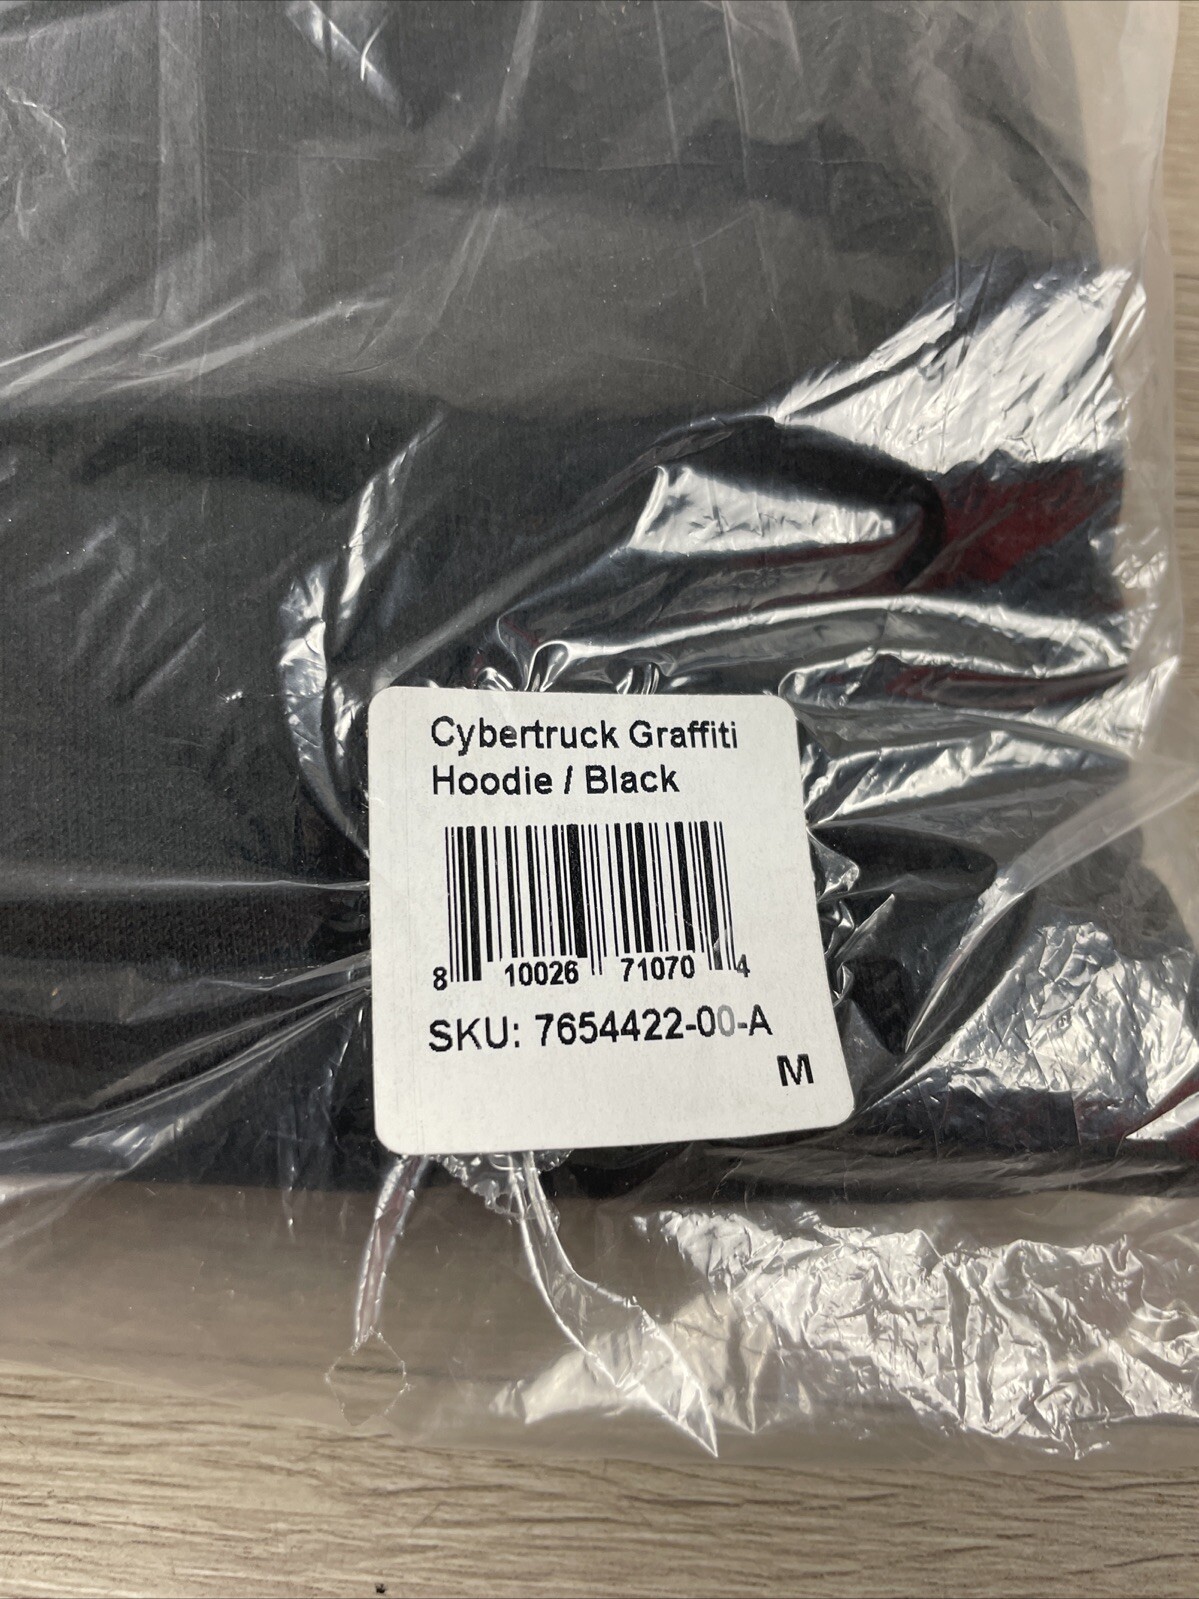 Cybertruck Graffiti
Hoodie / Black
8 10026 71070 4
SKU: 7654422-00-A
M